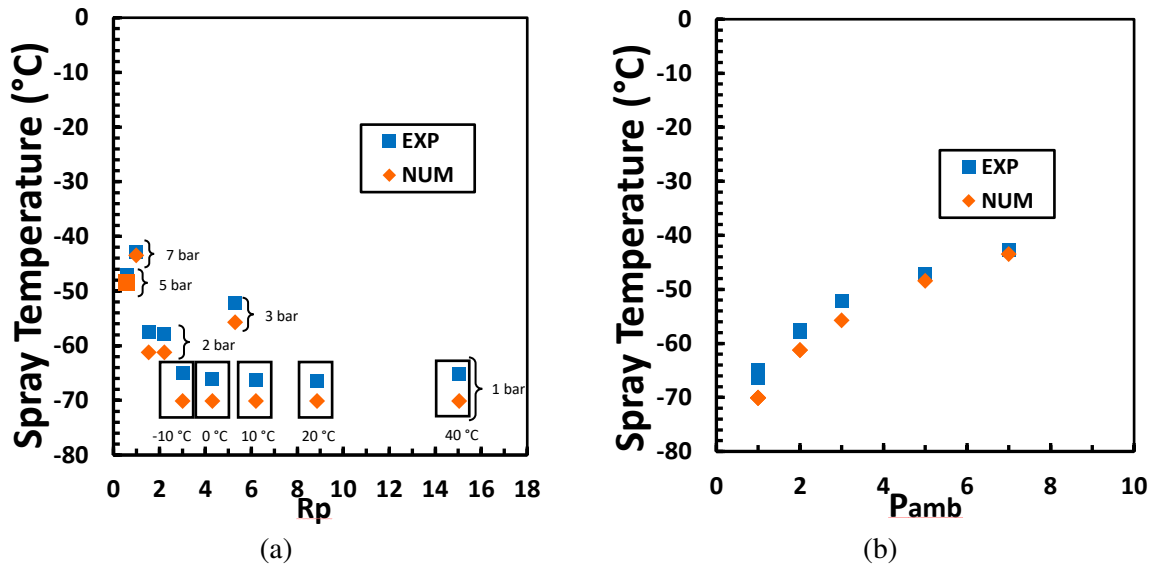 0
-10
-20
-30
-40
-50
-60
-70
-80
Spray Temperature (°C)
EXP
NUM
7 bar
5 bar
3 bar
2 bar
1 bar
-10 °C 0 °C 10 °C 20 °C 40 °C
0 2 4 6 8 10 12 14 16 18
Rp
(a)
0
-10
-20
-30
-40
-50
-60
-70
-80
Spray Temperature (°C)
EXP
NUM
0 2 4 6 8 10
Pamb
(b)